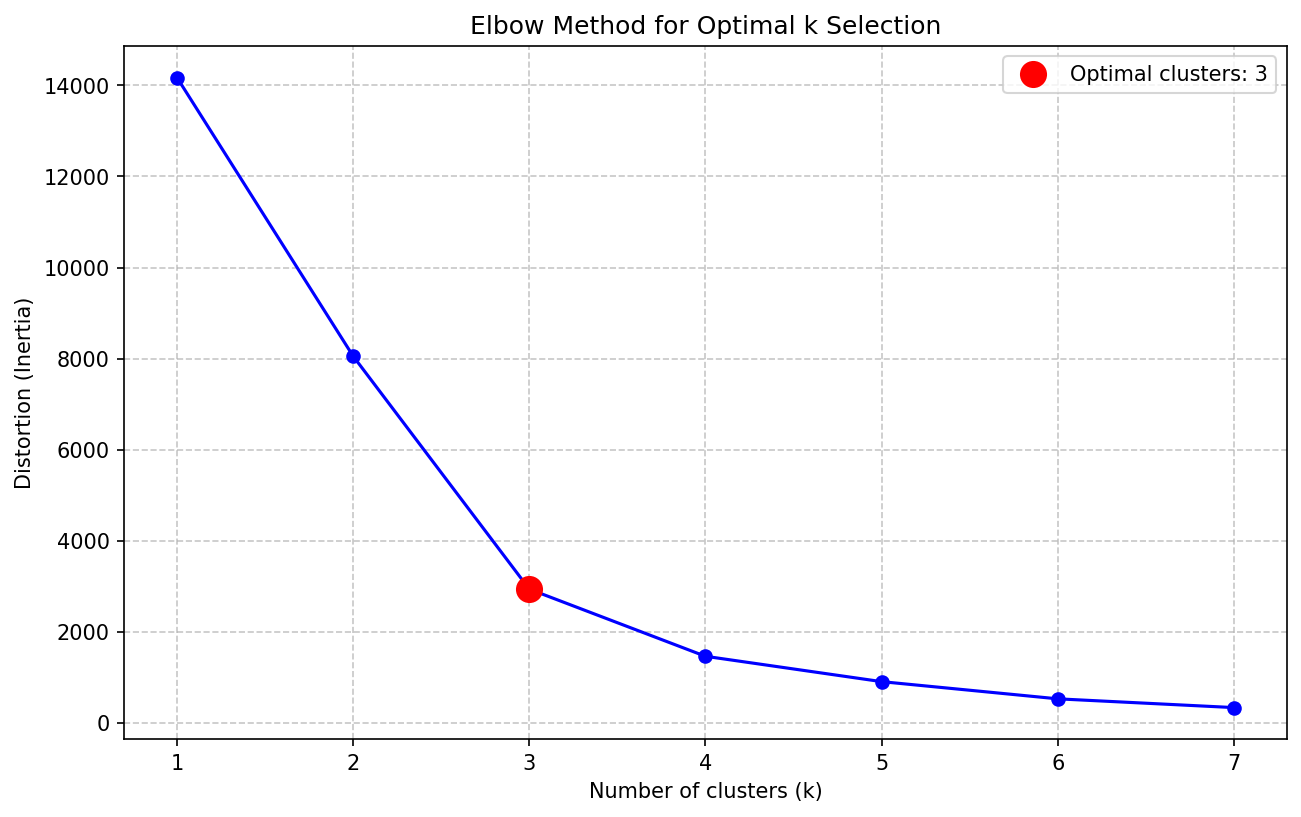 Elbow Method for Optimal k Selection
Optimal clusters: 3
Distortion (Inertia)
14000
12000
10000
8000
6000
4000
2000
0
1 2 3 4 5 6 7
Number of clusters (k)